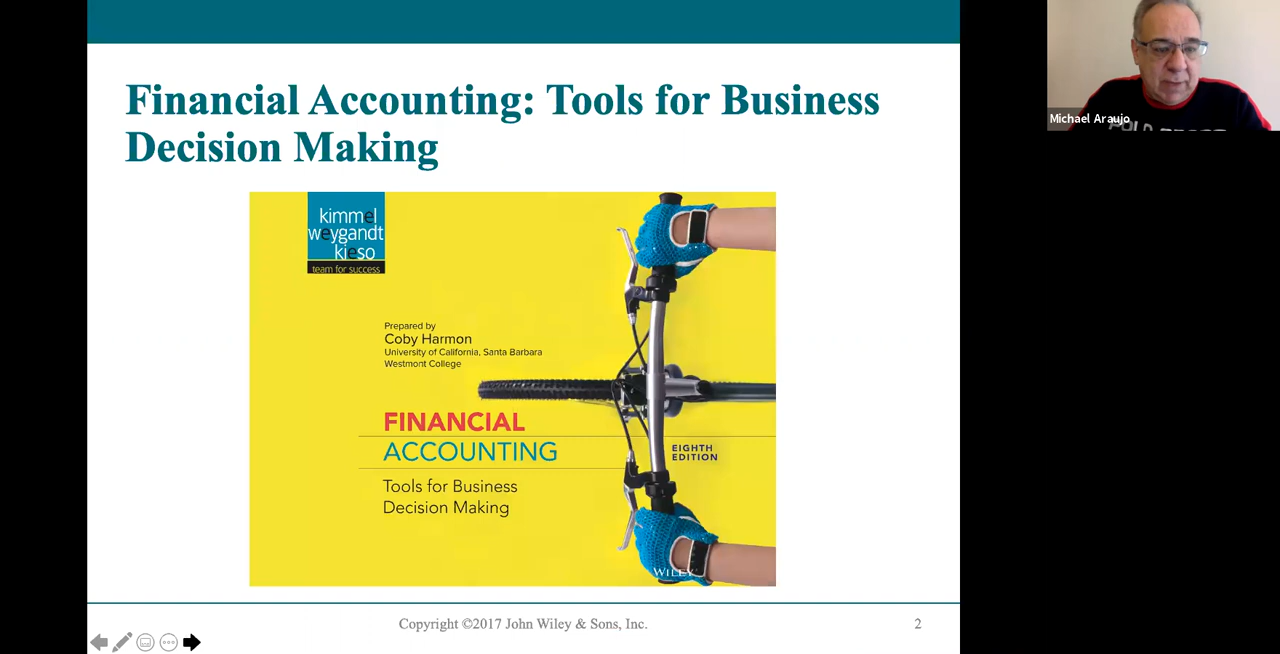 Financial Accounting: Tools for Business
Decision Making
kimmel
weygandt
kieso
team for success
Prepared by
Coby Harmon
University of California, Santa Barbara
Westmont College
FINANCIAL
ACCOUNTING
EIGHTH
EDITION
Tools for Business
Decision Making
WILEY
Copyright ©2017 John Wiley & Sons, Inc.
2
Michael Araujo